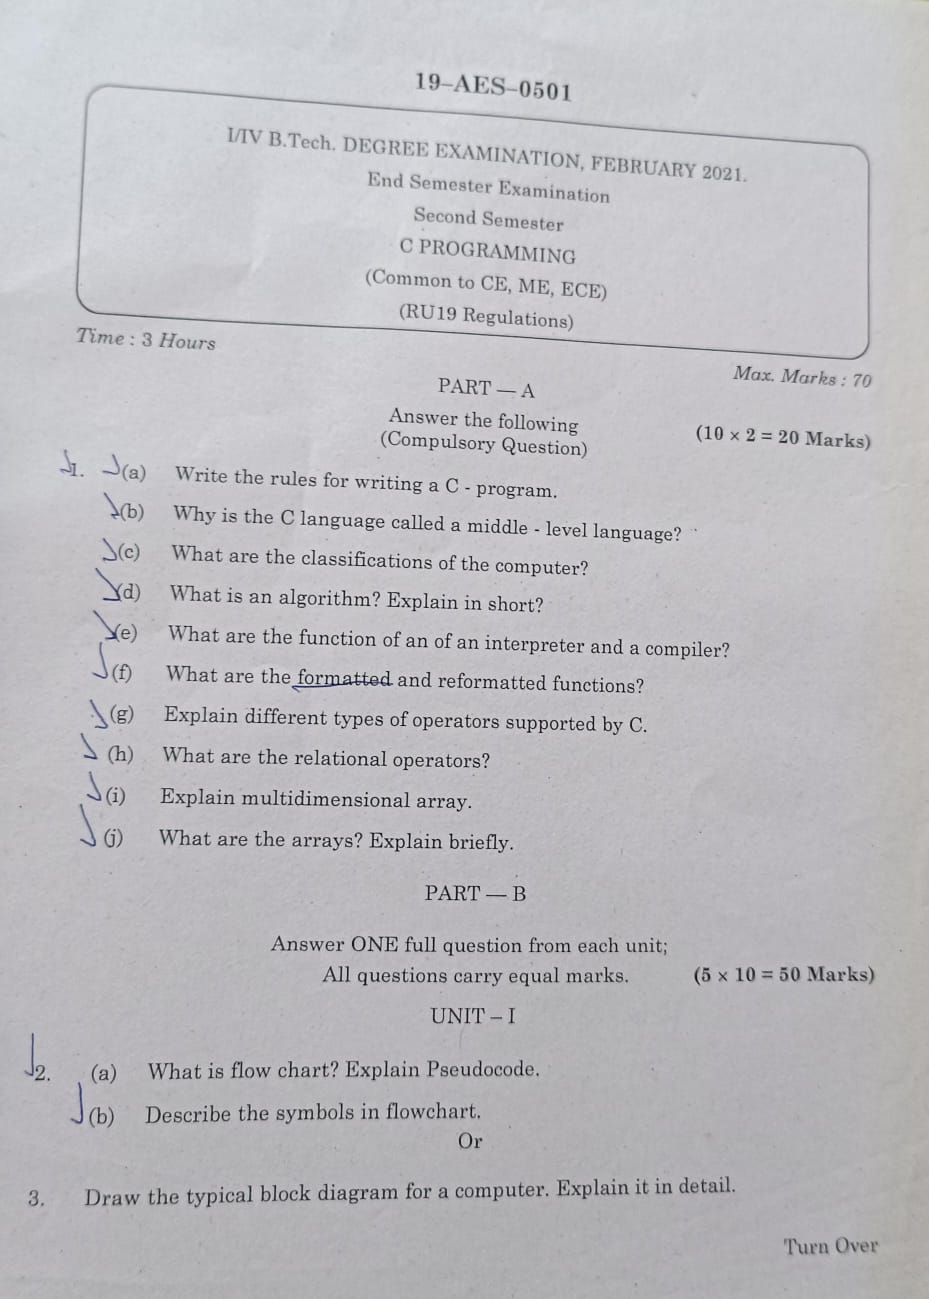 19–AES–0501
I/IV B.Tech. DEGREE EXAMINATION, FEBRUARY 2021.
End Semester Examination
Second Semester
C PROGRAMMING
(Common to CE, ME, ECE)
(RU19 Regulations)
Time : 3 Hours
Max. Marks : 70
PART — A
Answer the following
(Compulsory Question) (10 × 2 = 20 Marks)
1. (a) Write the rules for writing a C - program.
(b) Why is the C language called a middle - level language?
(c) What are the classifications of the computer?
(d) What is an algorithm? Explain in short?
(e) What are the function of an of an interpreter and a compiler?
(f) What are the formatted and reformatted functions?
(g) Explain different types of operators supported by C.
(h) What are the relational operators?
(i) Explain multidimensional array.
(j) What are the arrays? Explain briefly.
PART — B
Answer ONE full question from each unit;
All questions carry equal marks. (5 × 10 = 50 Marks)
UNIT – I
2. (a) What is flow chart? Explain Pseudocode.
(b) Describe the symbols in flowchart.
Or
3. Draw the typical block diagram for a computer. Explain it in detail.
Turn Over